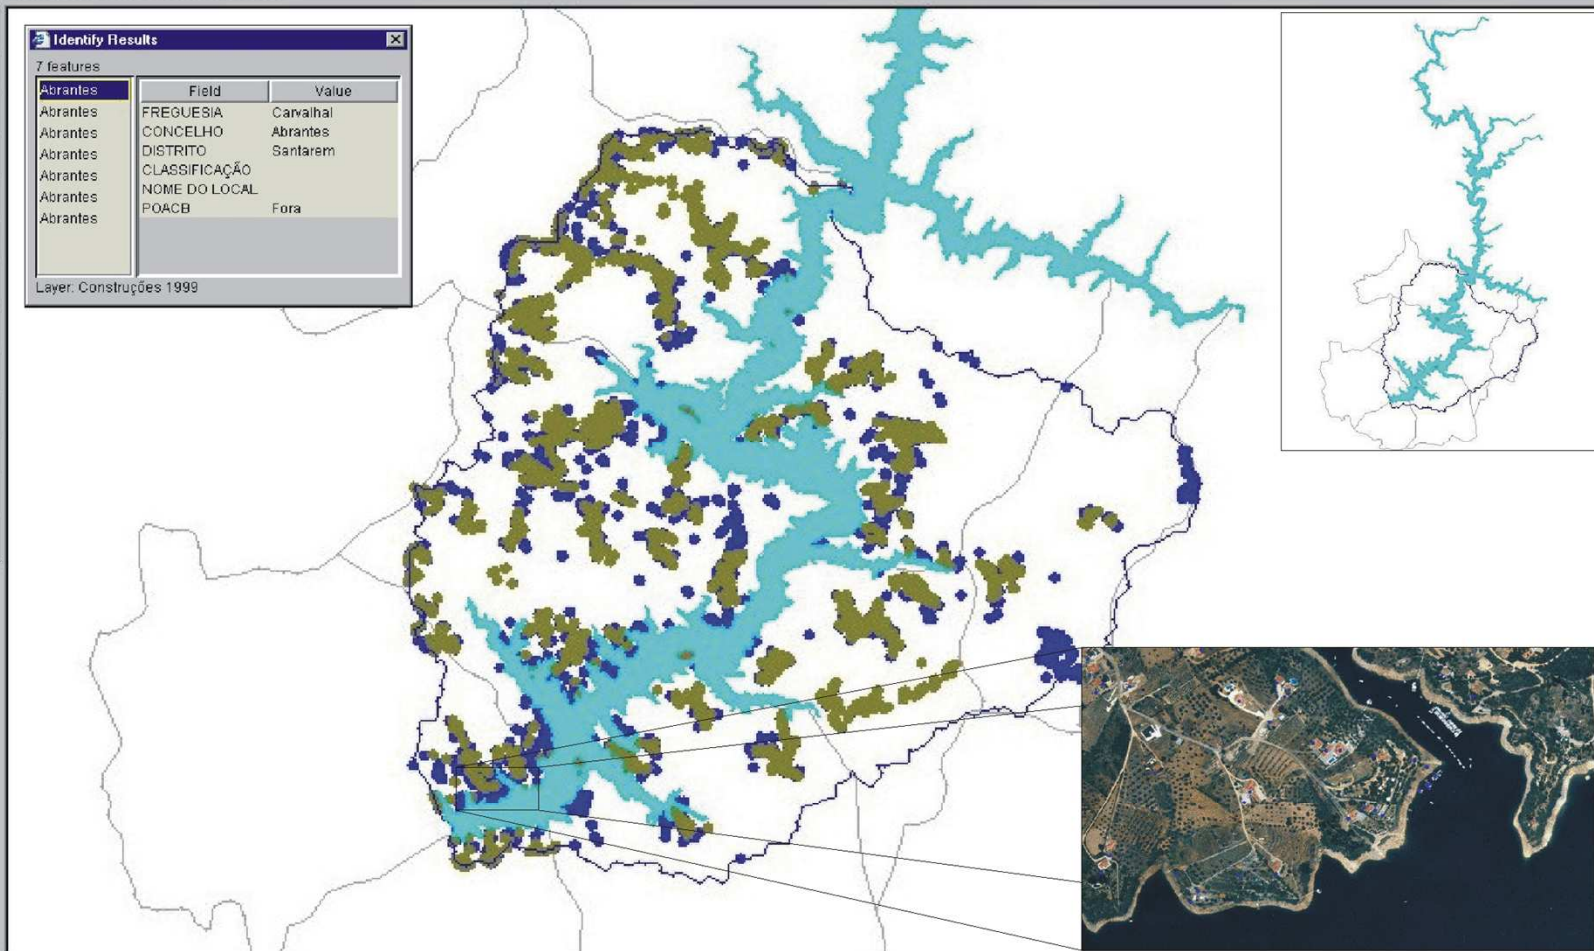 Identify Results
7 features
Abrantes
Abrantes
Abrantes
Abrantes
Abrantes
Abrantes
Abrantes
Field Value
FREGUESIA Carvalhal
CONCELHO Abrantes
DISTRITO Santarem
CLASSIFICAÇÃO
NOME DO LOCAL
POACB Fora
Layer: Construções 1999